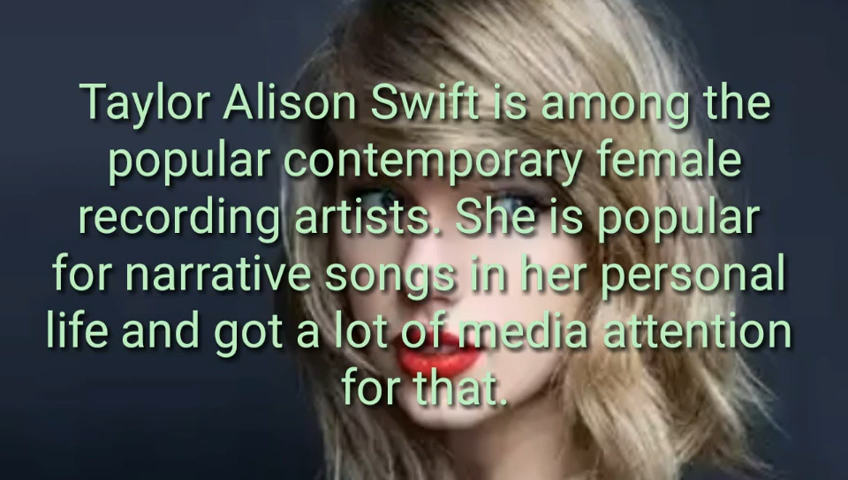 Taylor Alison Swift is among the
popular contemporary female
recording artists. She is popular
for narrative songs in her personal
life and got a lot of media attention
for that.